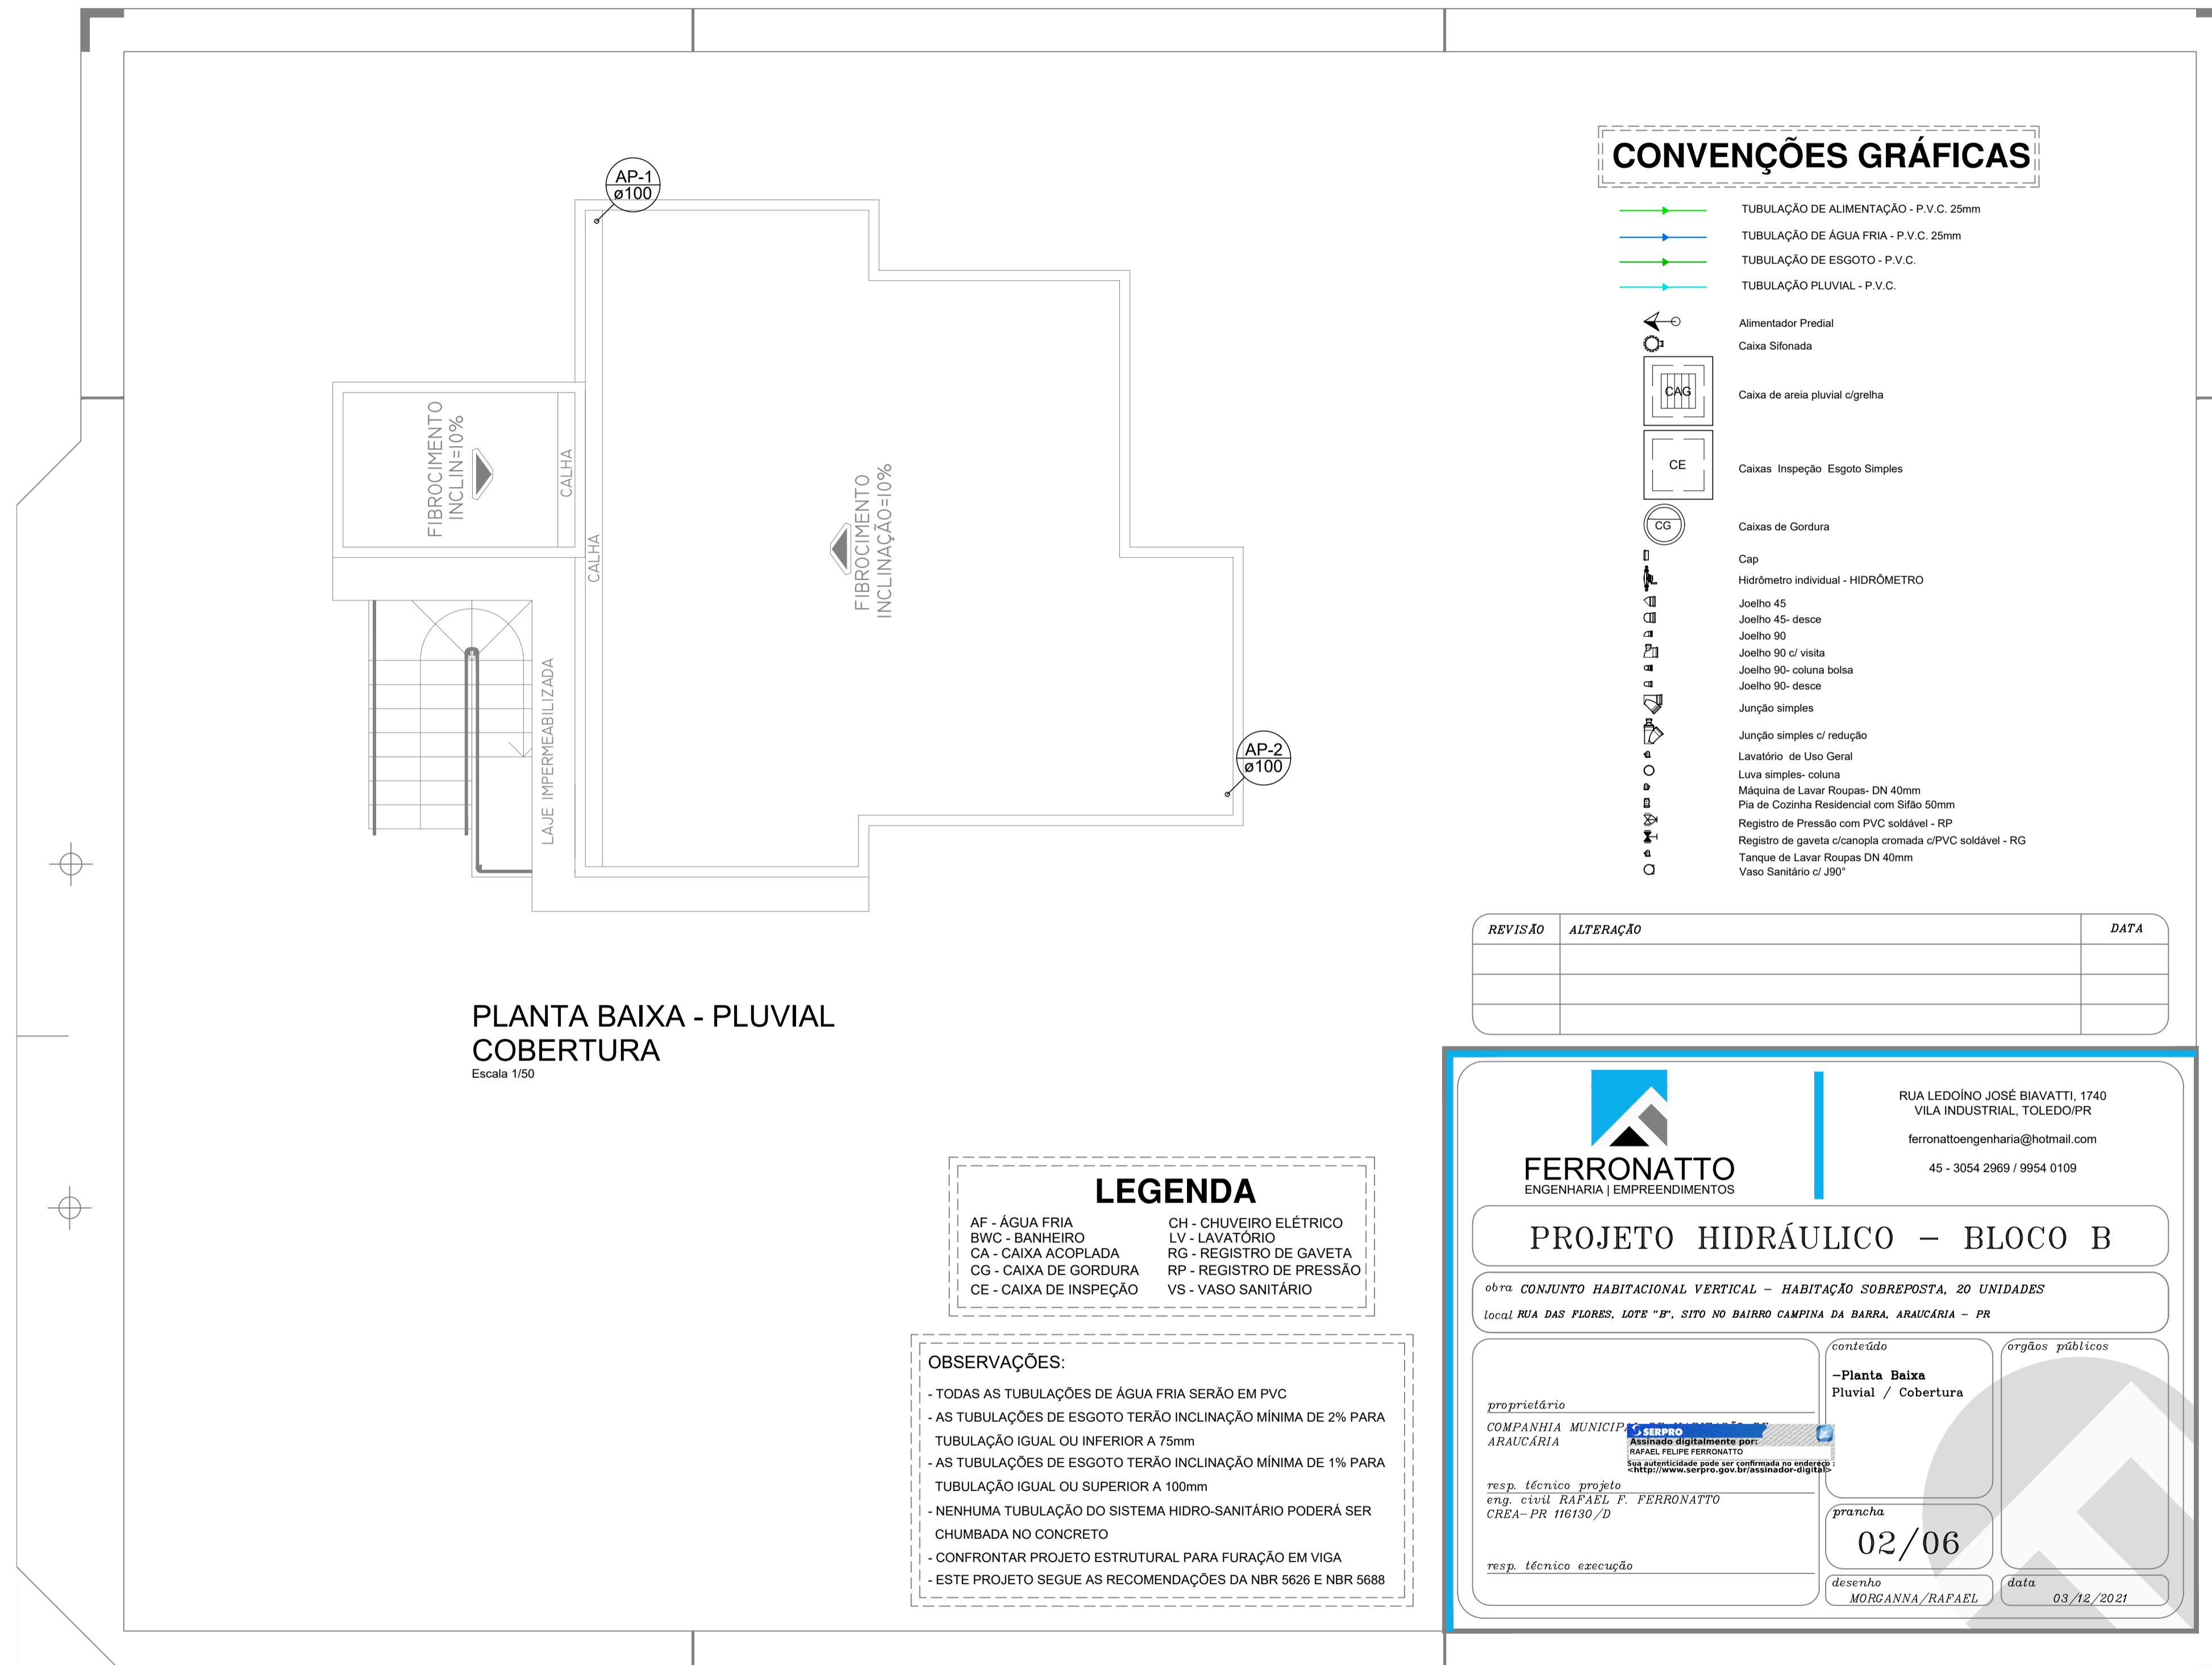 AP-1
ø100
FIBROCIMENTO
INCLIN=10%
CALHA
CALHA
FIBROCIMENTO
INCLINAÇÃO=10%
LAJE IMPERMEABILIZADA
AP-2
ø100
PLANTA BAIXA - PLUVIAL
COBERTURA
Escala 1/50
CONVENÇÕES GRÁFICAS
TUBULAÇÃO DE ALIMENTAÇÃO - P.V.C. 25mm
TUBULAÇÃO DE ÁGUA FRIA - P.V.C. 25mm
TUBULAÇÃO DE ESGOTO - P.V.C.
TUBULAÇÃO PLUVIAL - P.V.C.
Alimentador Predial
Caixa Sifonada
CAG
Caixa de areia pluvial c/grelha
CE
Caixas Inspeção Esgoto Simples
CG
Caixas de Gordura
Cap
Hidrômetro individual - HIDRÔMETRO
Joelho 45
Joelho 45- desce
Joelho 90
Joelho 90 c/ visita
Joelho 90- coluna bolsa
Joelho 90- desce
Junção simples
Junção simples c/ redução
Lavatório de Uso Geral
Luva simples- coluna
Máquina de Lavar Roupas- DN 40mm
Pia de Cozinha Residencial com Sifão 50mm
Registro de Pressão com PVC soldável - RP
Registro de gaveta c/canopla cromada c/PVC soldável - RG
Tanque de Lavar Roupas DN 40mm
Vaso Sanitário c/ J90°
REVISÃO ALTERAÇÃO DATA
LEGENDA
AF - ÁGUA FRIA
BWC - BANHEIRO
CA - CAIXA ACOPLADA
CG - CAIXA DE GORDURA
CE - CAIXA DE INSPEÇÃO
CH - CHUVEIRO ELÉTRICO
LV - LAVATÓRIO
RG - REGISTRO DE GAVETA
RP - REGISTRO DE PRESSÃO
VS - VASO SANITÁRIO
OBSERVAÇÕES:
- TODAS AS TUBULAÇÕES DE ÁGUA FRIA SERÃO EM PVC
- AS TUBULAÇÕES DE ESGOTO TERÃO INCLINAÇÃO MÍNIMA DE 2% PARA
TUBULAÇÃO IGUAL OU INFERIOR A 75mm
- AS TUBULAÇÕES DE ESGOTO TERÃO INCLINAÇÃO MÍNIMA DE 1% PARA
TUBULAÇÃO IGUAL OU SUPERIOR A 100mm
- NENHUMA TUBULAÇÃO DO SISTEMA HIDRO-SANITÁRIO PODERÁ SER
CHUMBADA NO CONCRETO
- CONFRONTAR PROJETO ESTRUTURAL PARA FURAÇÃO EM VIGA
- ESTE PROJETO SEGUE AS RECOMENDAÇÕES DA NBR 5626 E NBR 5688
FERRONATTO
ENGENHARIA | EMPREENDIMENTOS
RUA LEDOÍNO JOSÉ BIAVATTI, 1740
VILA INDUSTRIAL, TOLEDO/PR
ferronattoengenharia@hotmail.com
45 - 3054 2969 / 9954 0109
PROJETO HIDRÁULICO - BLOCO B
obra CONJUNTO HABITACIONAL VERTICAL - HABITAÇÃO SOBREPOSTA, 20 UNIDADES
local RUA DAS FLORES, LOTE "B", SITO NO BAIRRO CAMPINA DA BARRA, ARAUCÁRIA - PR
proprietário
COMPANHIA
ARAUCÁRIA
SERPRO
Assinado digitalmente por:
RAFAEL FELIPE FERRONATTO
Sua autenticidade pode ser confirmada no endereço :
<http://www.serpro.gov.br/assinador-digital>
resp. técnico projeto
eng. civil RAFAEL F. FERRONATTO
CREA-PR 116130/D
resp. técnico execução
conteúdo
-Planta Baixa
Pluvial / Cobertura
orgãos públicos
prancha
02/06
desenho
MORGANNA/RAFAEL
data
03/12/2021